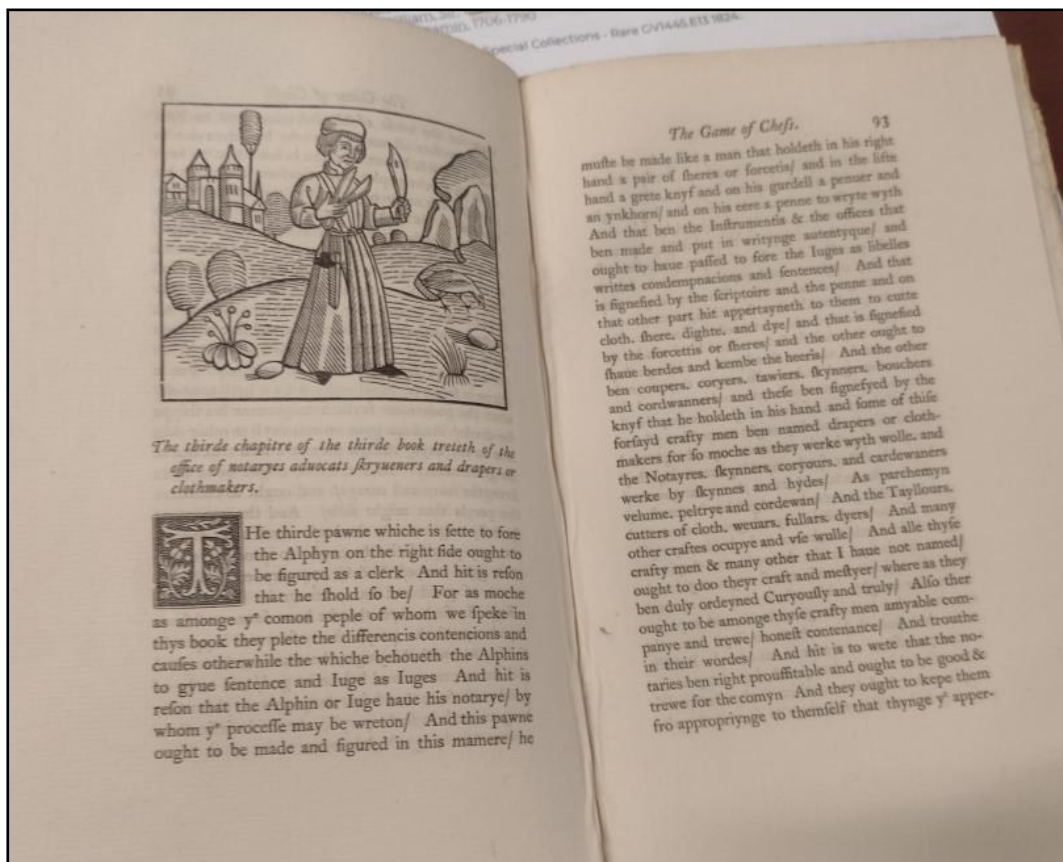 1706-1790
Special Collections - Rare GV1445.E13 1824.
The thirde chapitre of the thirde book treteth of the
office of notaryes aduocats ſkryueners and drapers or
clothmakers.
THe thirde pawne whiche is ſette to fore
the Alphyn on the right ſide ought to
be figured as a clerk And hit is reſon
that he ſhold ſo be/ For as moche
as amonge yᵉ comon peple of whom we ſpeke in
thys book they plete the differencis contencions and
cauſes otherwhile the whiche behoueth the Alphins
to gyue ſentence and Iuge as Iuges And hit is
reſon that the Alphin or Iuge haue his notarye/ by
whom yᵉ proceſſe may be wreton/ And this pawne
ought to be made and figured in this mamere/ he
The Game of Cheſs. 93
muſte be made like a man that holdeth in his right
hand a pair of ſheres or forcetis/ and in the lifte
hand a grete knyf and on his gurdell a penuer and
an ynkhorn/ and on his eere a penne to wryte wyth
And that ben the Inſtrumentis & the offices that
ben made and put in writynge autentyque/ and
ought to haue paſſed to fore the Iuges as libelles
writtes condempnacions and ſentences/ And that
is ſignefied by the ſcriptoire and the penne and on
that other part hit appertayneth to them to cutte
cloth, ſhere, dighte, and dye/ and that is ſignefied
by the forcettis or ſheres/ and the other ought to
ſhaue berdes and kembe the heeris/ And the other
ben coupers, coryers, tawiers, ſkynners, bouchers
and cordwanners/ and theſe ben ſignefyed by the
knyf that he holdeth in his hand and ſome of thiſe
forſayd crafty men ben named drapers or cloth-
makers for ſo moche as they werke wyth wolle, and
the Notayres, ſkynners, coryours, and cardewaners
werke by ſkynnes and hydes/ As parchemyn
velume, peltrye and cordewan/ And the Tayllours,
cutters of cloth, weuars, fullars, dyers/ And many
other craftes ocupye and vſe wulle/ And alle thyſe
crafty men & many other that I haue not named/
ought to doo theyr craft and meſtyer/ where as they
ben duly ordeyned Curyouſly and truly/ Alſo ther
ought to be amonge thyſe crafty men amyable com-
panye and trewe/ honeſt contenance/ And trouthe
in their wordes/ And hit is to wete that the no-
taries ben right prouffitable and ought to be good &
trewe for the comyn And they ought to kepe them
fro appropriynge to themſelf that thynge yᵗ apper-